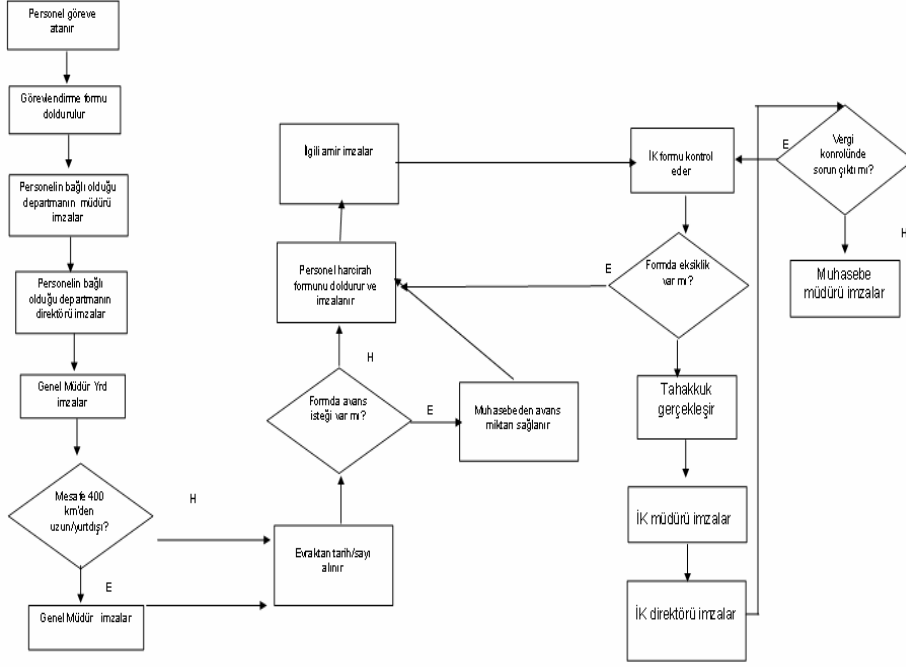 Personel göreve
atanır
Görevlendirme formu
doldurulur
Personelin bağlı olduğu
departmanın müdürü
imzalar
Personelin bağlı
olduğu departmanın
direktörü imzalar
Genel Müdür Yrd
imzalar
Mesafe 400
km'den
uzun/yurtdışı?
H
E
Genel Müdür imzalar
Evraktan tarih/sayı
alınır
Formda avans
isteği var mı?
H
E
Muhasebeden avans
miktarı sağlanır
Personel harcirah
formunu doldurur ve
imzalanır
İlgili amir imzalar
İK formu kontrol
eder
Formda eksiklik
var mı?
E
Tahakkuk
gerçekleşir
İK müdürü imzalar
İK direktörü imzalar
Vergi
konrolünde
sorun çıktı mı?
E
H
Muhasebe
müdürü imzalar